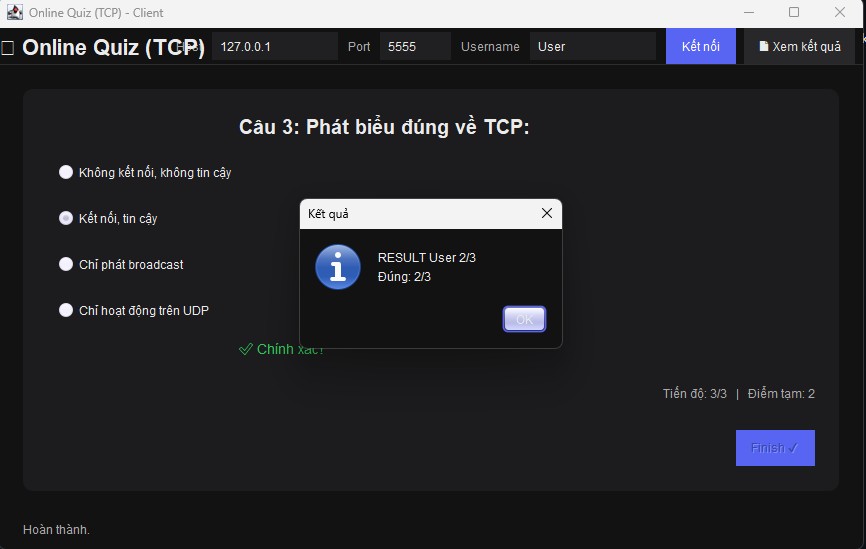 Online Quiz (TCP) - Client
Online Quiz (TCP) Host 127.0.0.1 Port 5555 Username User Kết nối Xem kết quả
Câu 3: Phát biểu đúng về TCP:
Không kết nối, không tin cậy
Kết nối, tin cậy
Chỉ phát broadcast
Chỉ hoạt động trên UDP
Kết quả
RESULT User 2/3
Đúng: 2/3
OK
✓ Chính xác!
Tiến độ: 3/3 | Điểm tạm: 2
Finish ✓
Hoàn thành.